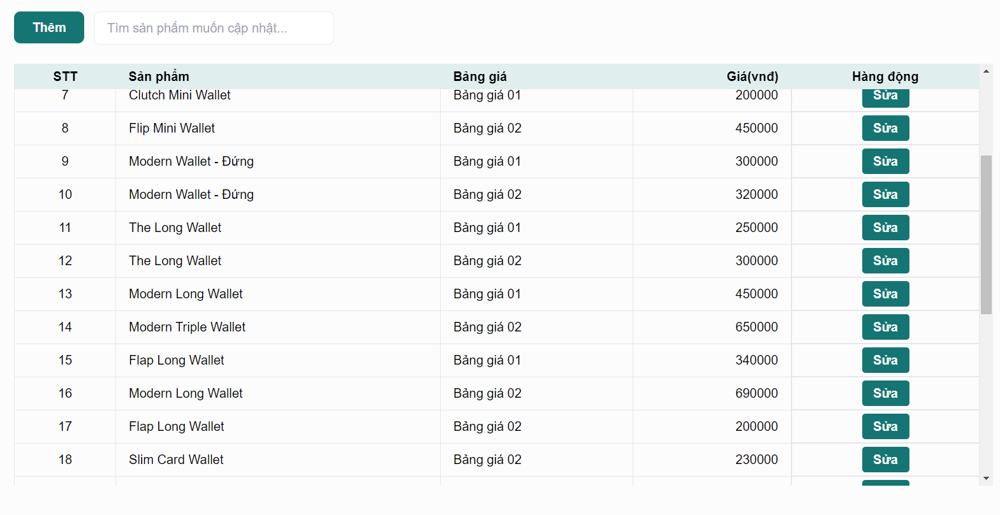 Thêm Tìm sản phẩm muốn cập nhật...
STT Sản phẩm Bảng giá Giá(vnđ) Hàng động
7 Clutch Mini Wallet Bảng giá 01 200000 Sửa
8 Flip Mini Wallet Bảng giá 02 450000 Sửa
9 Modern Wallet - Đứng Bảng giá 01 300000 Sửa
10 Modern Wallet - Đứng Bảng giá 02 320000 Sửa
11 The Long Wallet Bảng giá 01 250000 Sửa
12 The Long Wallet Bảng giá 02 300000 Sửa
13 Modern Long Wallet Bảng giá 01 450000 Sửa
14 Modern Triple Wallet Bảng giá 02 650000 Sửa
15 Flap Long Wallet Bảng giá 01 340000 Sửa
16 Modern Long Wallet Bảng giá 02 690000 Sửa
17 Flap Long Wallet Bảng giá 02 200000 Sửa
18 Slim Card Wallet Bảng giá 02 230000 Sửa